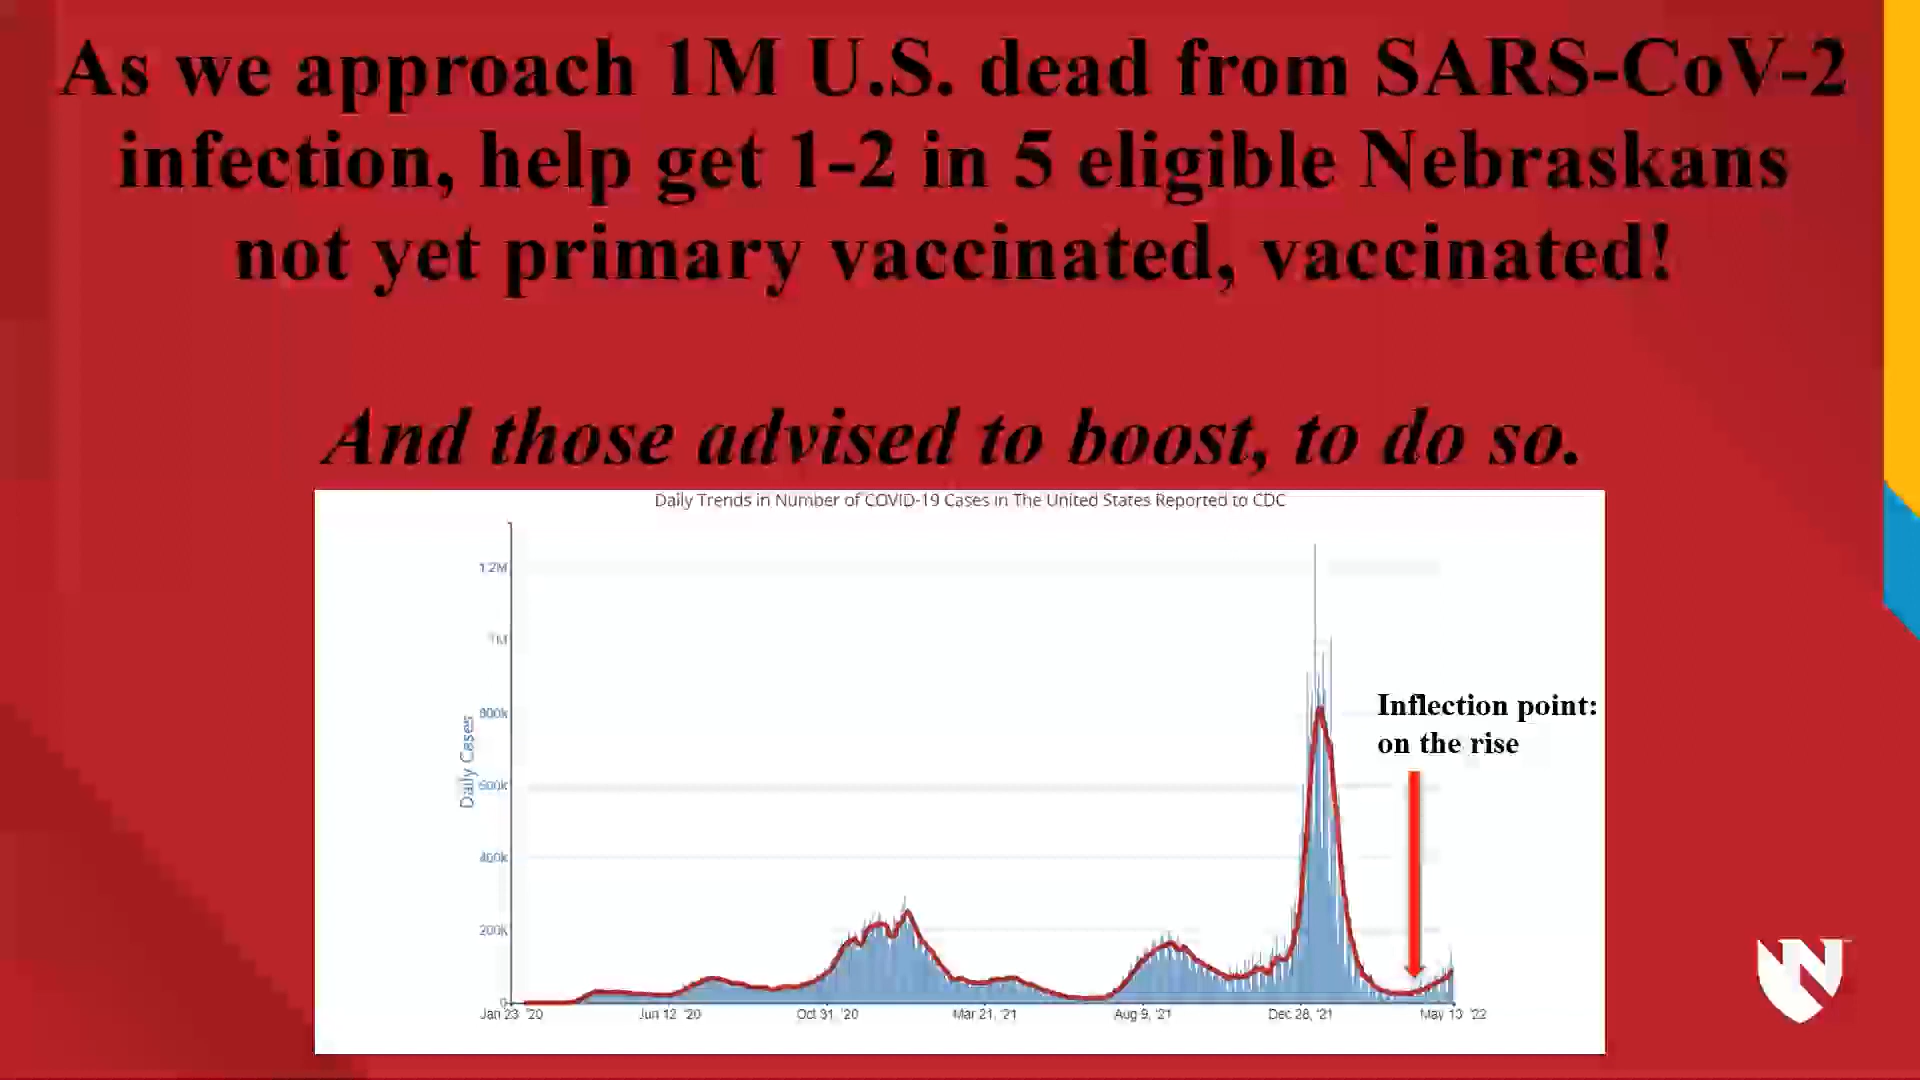 As we approach 1M U.S. dead from SARS-CoV-2
infection, help get 1-2 in 5 eligible Nebraskans
not yet primary vaccinated, vaccinated!
And those advised to boost, to do so.
Daily Trends in Number of COVID-19 Cases in The United States Reported to CDC
1.2M
1M
800k
600k
400k
200k
0
Daily Cases
Inflection point:
on the rise
Jan 23, '20
Jun 12, '20
Oct 31, '20
Mar 21, '21
Aug 9, '21
Dec 28, '21
May 13, '22
N